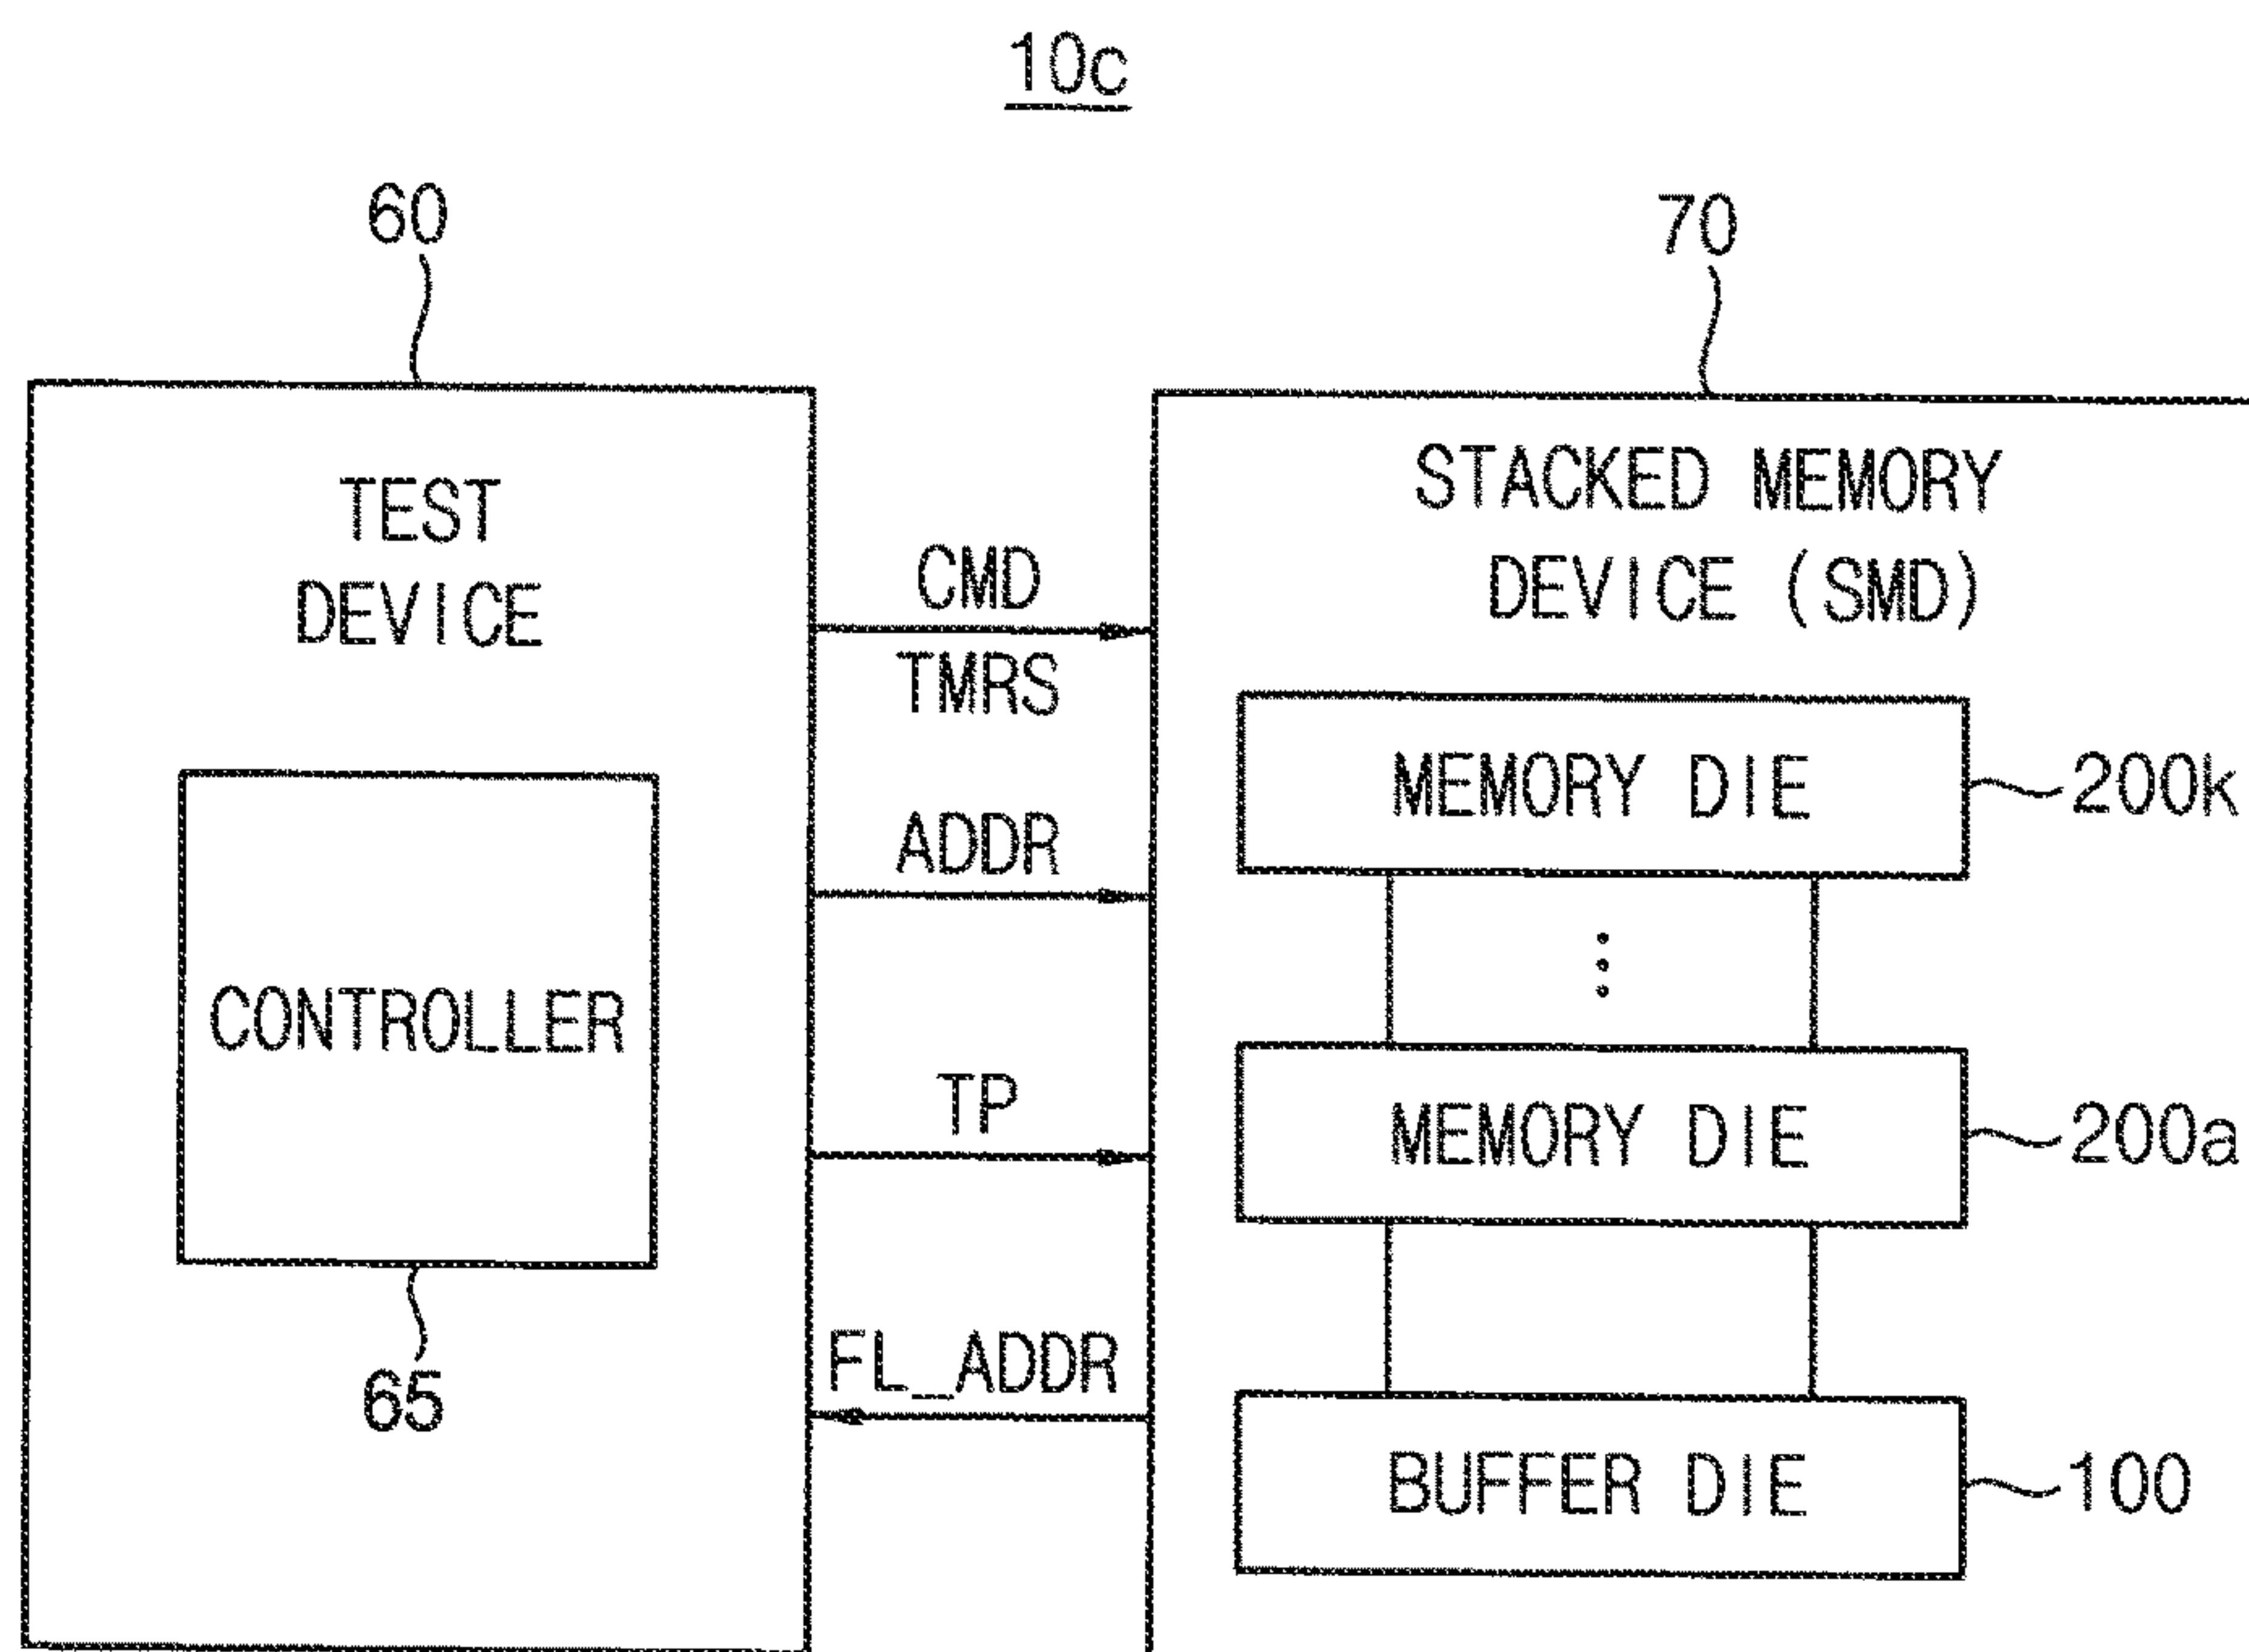 10c
60
70
TEST
DEVICE
STACKED MEMORY
DEVICE (SMD)
CMD
TMRS
ADDR
TP
FL_ADDR
CONTROLLER
65
MEMORY DIE
200k
MEMORY DIE
200a
BUFFER DIE
100